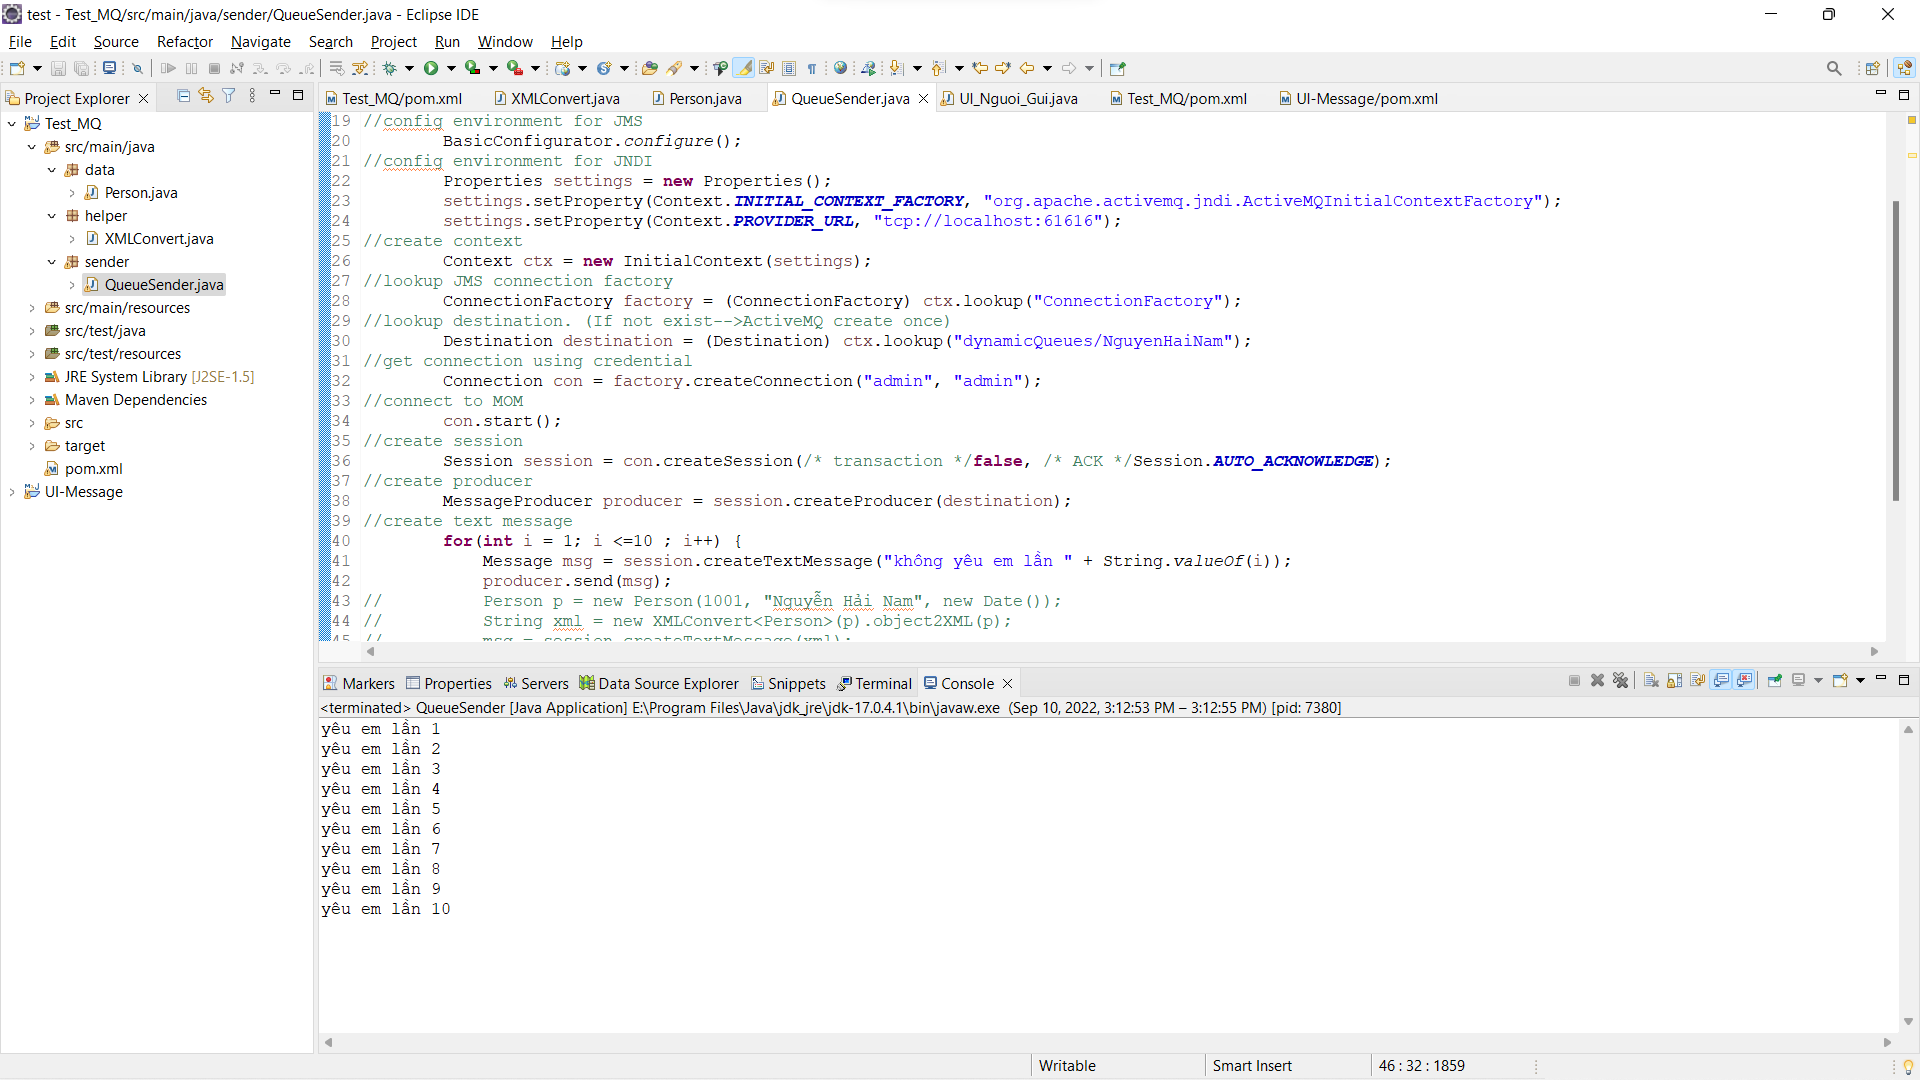 test - Test_MQ/src/main/java/sender/QueueSender.java - Eclipse IDE
File Edit Source Refactor Navigate Search Project Run Window Help
Project Explorer
Test_MQ
src/main/java
data
Person.java
helper
XMLConvert.java
sender
QueueSender.java
src/main/resources
src/test/java
src/test/resources
JRE System Library [J2SE-1.5]
Maven Dependencies
src
target
pom.xml
UI-Message
Test_MQ/pom.xml XMLConvert.java Person.java QueueSender.java UI_Nguoi_Gui.java Test_MQ/pom.xml UI-Message/pom.xml
19 //config environment for JMS
20 BasicConfigurator.configure();
21 //config environment for JNDI
22 Properties settings = new Properties();
23 settings.setProperty(Context.INITIAL_CONTEXT_FACTORY, "org.apache.activemq.jndi.ActiveMQInitialContextFactory");
24 settings.setProperty(Context.PROVIDER_URL, "tcp://localhost:61616");
25 //create context
26 Context ctx = new InitialContext(settings);
27 //lookup JMS connection factory
28 ConnectionFactory factory = (ConnectionFactory) ctx.lookup("ConnectionFactory");
29 //lookup destination. (If not exist-->ActiveMQ create once)
30 Destination destination = (Destination) ctx.lookup("dynamicQueues/NguyenHaiNam");
31 //get connection using credential
32 Connection con = factory.createConnection("admin", "admin");
33 //connect to MOM
34 con.start();
35 //create session
36 Session session = con.createSession(/* transaction */false, /* ACK */Session.AUTO_ACKNOWLEDGE);
37 //create producer
38 MessageProducer producer = session.createProducer(destination);
39 //create text message
40 for(int i = 1; i <=10 ; i++) {
41 Message msg = session.createTextMessage("không yêu em lần " + String.valueOf(i));
42 producer.send(msg);
43 // Person p = new Person(1001, "Nguyễn Hải Nam", new Date());
44 // String xml = new XMLConvert<Person>(p).object2XML(p);
45 // msg = session.createTextMessage(xml);
Markers Properties Servers Data Source Explorer Snippets Terminal Console
<terminated> QueueSender [Java Application] E:\Program Files\Java\jdk_jre\jdk-17.0.4.1\bin\javaw.exe (Sep 10, 2022, 3:12:53 PM – 3:12:55 PM) [pid: 7380]
yêu em lần 1
yêu em lần 2
yêu em lần 3
yêu em lần 4
yêu em lần 5
yêu em lần 6
yêu em lần 7
yêu em lần 8
yêu em lần 9
yêu em lần 10
Writable Smart Insert 46 : 32 : 1859